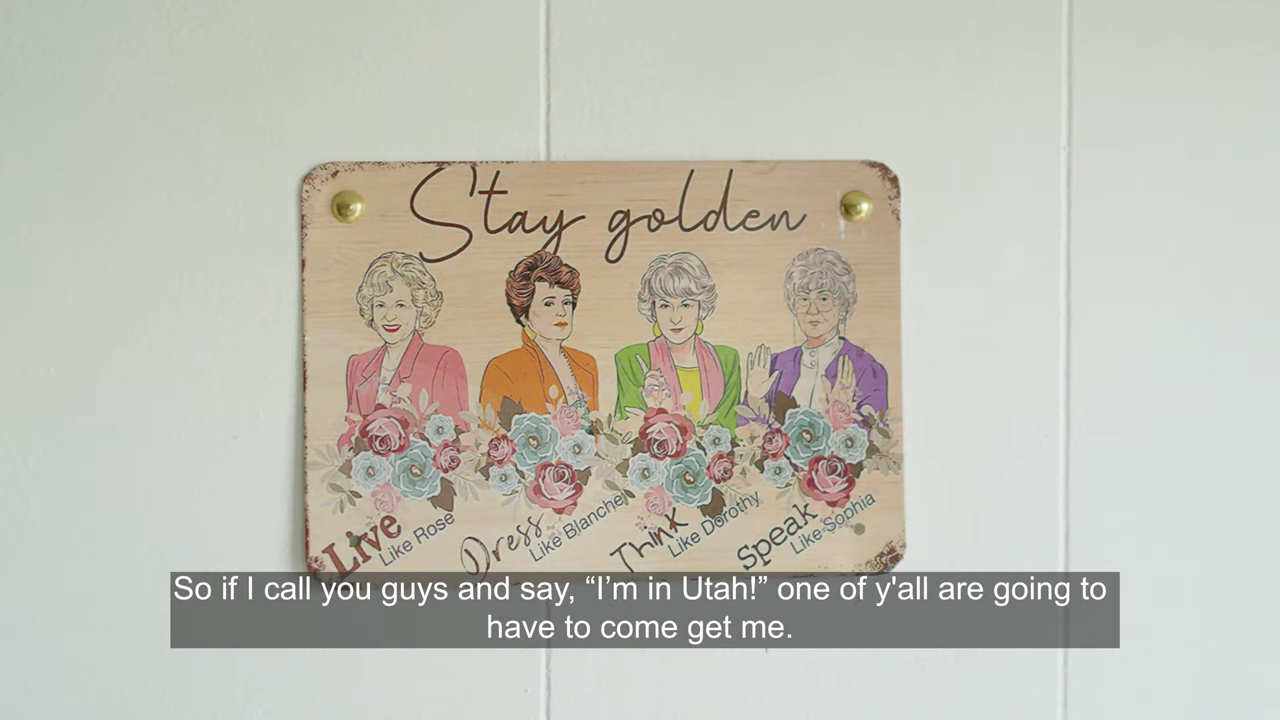 Stay golden
Live
Like Rose
Dress
Like Blanche
Think
Like Dorothy
Speak
Like Sophia
So if I call you guys and say, “I’m in Utah!” one of y'all are going to
have to come get me.